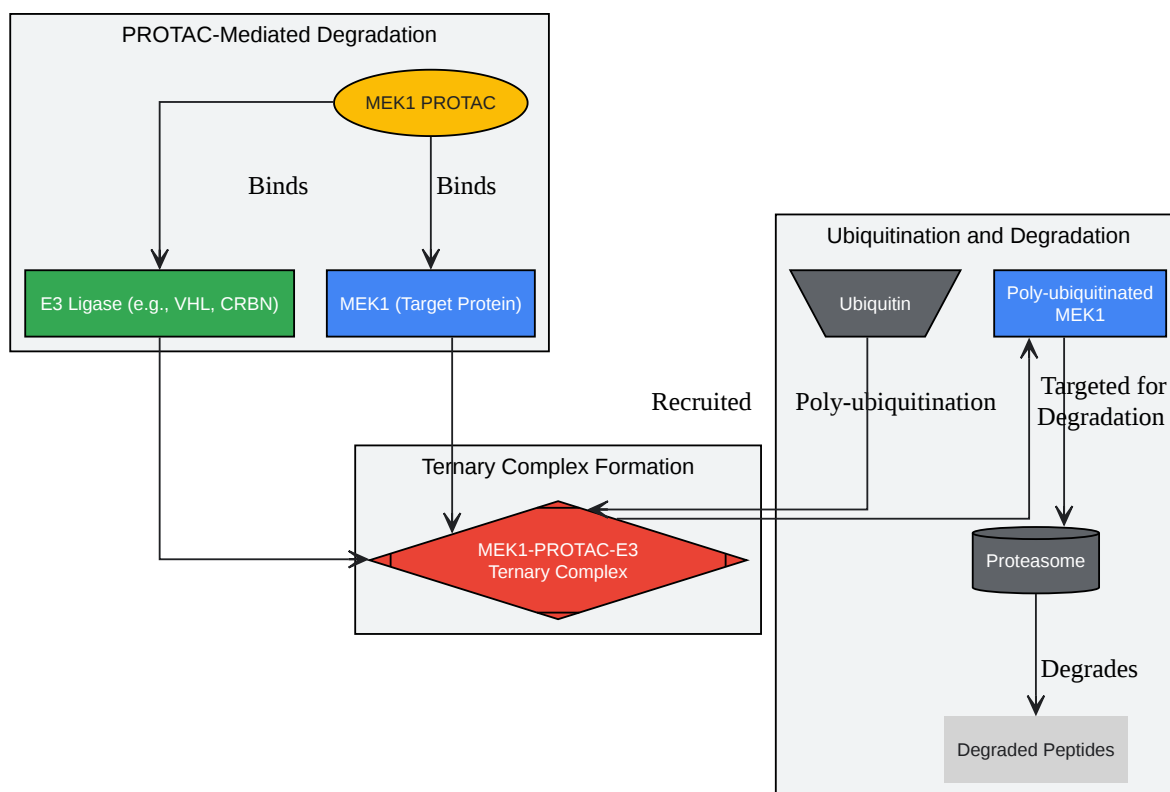 PROTAC-Mediated Degradation
MEK1 PROTAC
Binds
Binds
E3 Ligase (e.g., VHL, CRBN)
MEK1 (Target Protein)
Ubiquitination and Degradation
Ubiquitin
Poly-ubiquitinated
MEK1
Recruited
Poly-ubiquitination
Targeted for
Degradation
Ternary Complex Formation
MEK1-PROTAC-E3
Ternary Complex
Proteasome
Degrades
Degraded Peptides